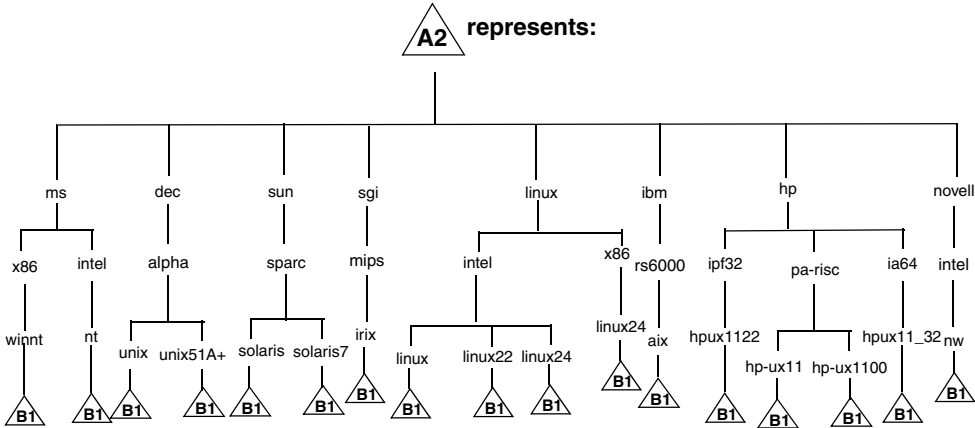 A2 represents:
ms dec sun sgi linux ibm hp novell
x86 intel alpha sparc mips intel x86 rs6000 ipf32 pa-risc ia64 intel
winnt nt unix unix51A+ solaris solaris7 irix linux linux22 linux24 linux24 aix hpux1122 hp-ux11 hp-ux1100 hpux11_32 nw
B1 B1 B1 B1 B1 B1 B1 B1 B1 B1 B1 B1 B1 B1 B1 B1 B1